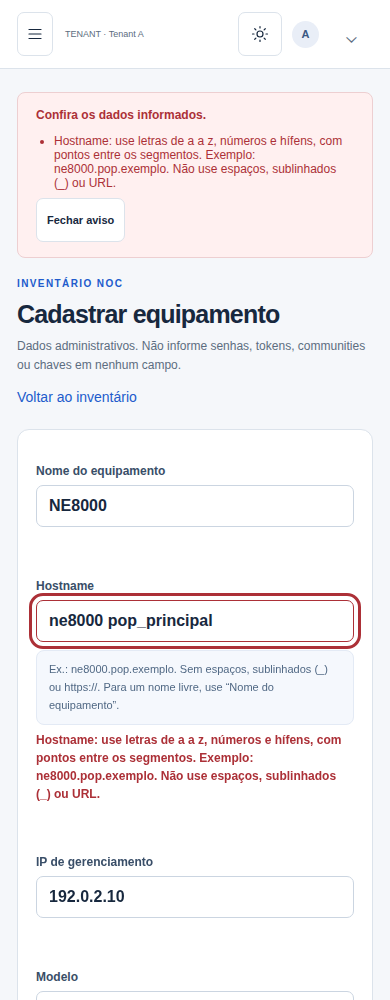 TENANT · Tenant A
A
Confira os dados informados.
• Hostname: use letras de a a z, números e hífens, com
pontos entre os segmentos. Exemplo:
ne8000.pop.exemplo. Não use espaços, sublinhados
(_) ou URL.
Fechar aviso
INVENTÁRIO NOC
Cadastrar equipamento
Dados administrativos. Não informe senhas, tokens, communities
ou chaves em nenhum campo.
Voltar ao inventário
Nome do equipamento
NE8000
Hostname
ne8000 pop_principal
Ex.: ne8000.pop.exemplo. Sem espaços, sublinhados (_)
ou https://. Para um nome livre, use “Nome do
equipamento”.
Hostname: use letras de a a z, números e hífens, com
pontos entre os segmentos. Exemplo:
ne8000.pop.exemplo. Não use espaços, sublinhados
(_) ou URL.
IP de gerenciamento
192.0.2.10
Modelo